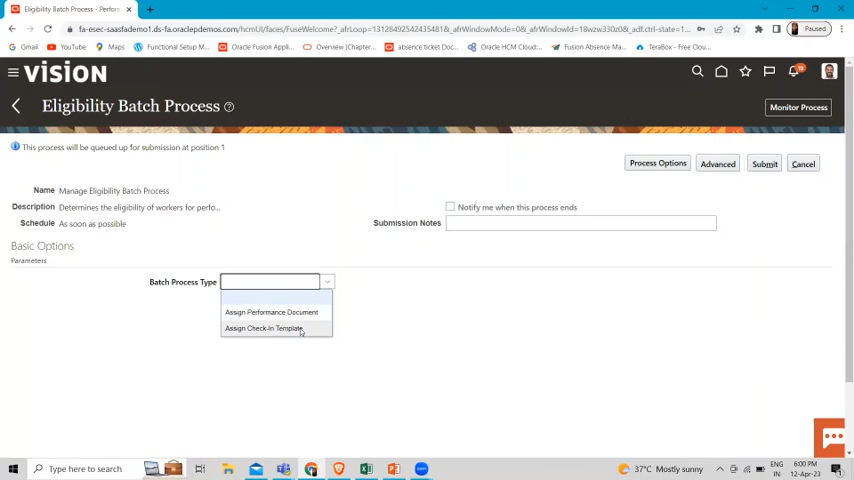 Eligibility Batch Process - Perform
fa-esec-saasfademo1.ds-fa.oraclepdemos.com/hcmUI/faces/FuseWelcome?_afrLoop=13128492542435481&_afrWindowMode=0&_afrWindowId=18wzw330z0&_adf.ctrl-state=1...
Paused
Gmail YouTube Maps Functional Setup M... Oracle Fusion Applic... Overview (Chapter... absence ticket Doc... Oracle HCM Cloud:... Fusion Absence Ma... TeraBox - Free Clou...
VISION
Eligibility Batch Process
Monitor Process
This process will be queued up for submission at position 1
Process Options Advanced Submit Cancel
Name Manage Eligibility Batch Process
Description Determines the eligibility of workers for perfo...
Notify me when this process ends
Schedule As soon as possible
Submission Notes
Basic Options
Parameters
Batch Process Type
Assign Performance Document
Assign Check-In Template
Type here to search
37°C Mostly sunny
ENG
IN
6:00 PM
12-Apr-23